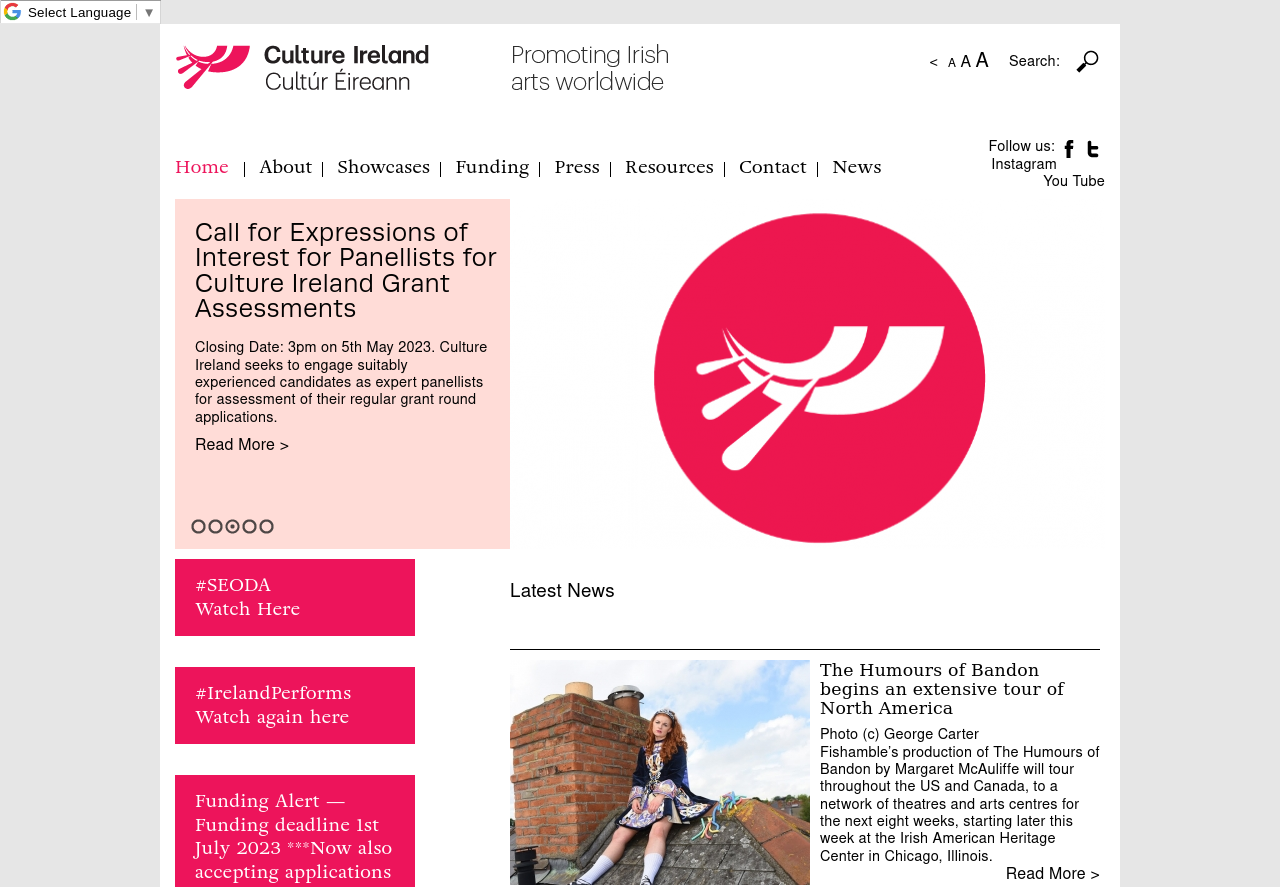 Select Language ▼
Culture Ireland
Cultúr Éireann
Promoting Irish
arts worldwide
< A A A Search:
Follow us:
Instagram
You Tube
Home | About | Showcases | Funding | Press | Resources | Contact | News
Call for Expressions of
Interest for Panellists for
Culture Ireland Grant
Assessments
Closing Date: 3pm on 5th May 2023. Culture
Ireland seeks to engage suitably
experienced candidates as expert panellists
for assessment of their regular grant round
applications.
Read More >
#SEODA
Watch Here
#IrelandPerforms
Watch again here
Funding Alert —
Funding deadline 1st
July 2023 ***Now also
accepting applications
Latest News
The Humours of Bandon
begins an extensive tour of
North America
Photo (c) George Carter
Fishamble's production of The Humours of
Bandon by Margaret McAuliffe will tour
throughout the US and Canada, to a
network of theatres and arts centres for
the next eight weeks, starting later this
week at the Irish American Heritage
Center in Chicago, Illinois.
Read More >